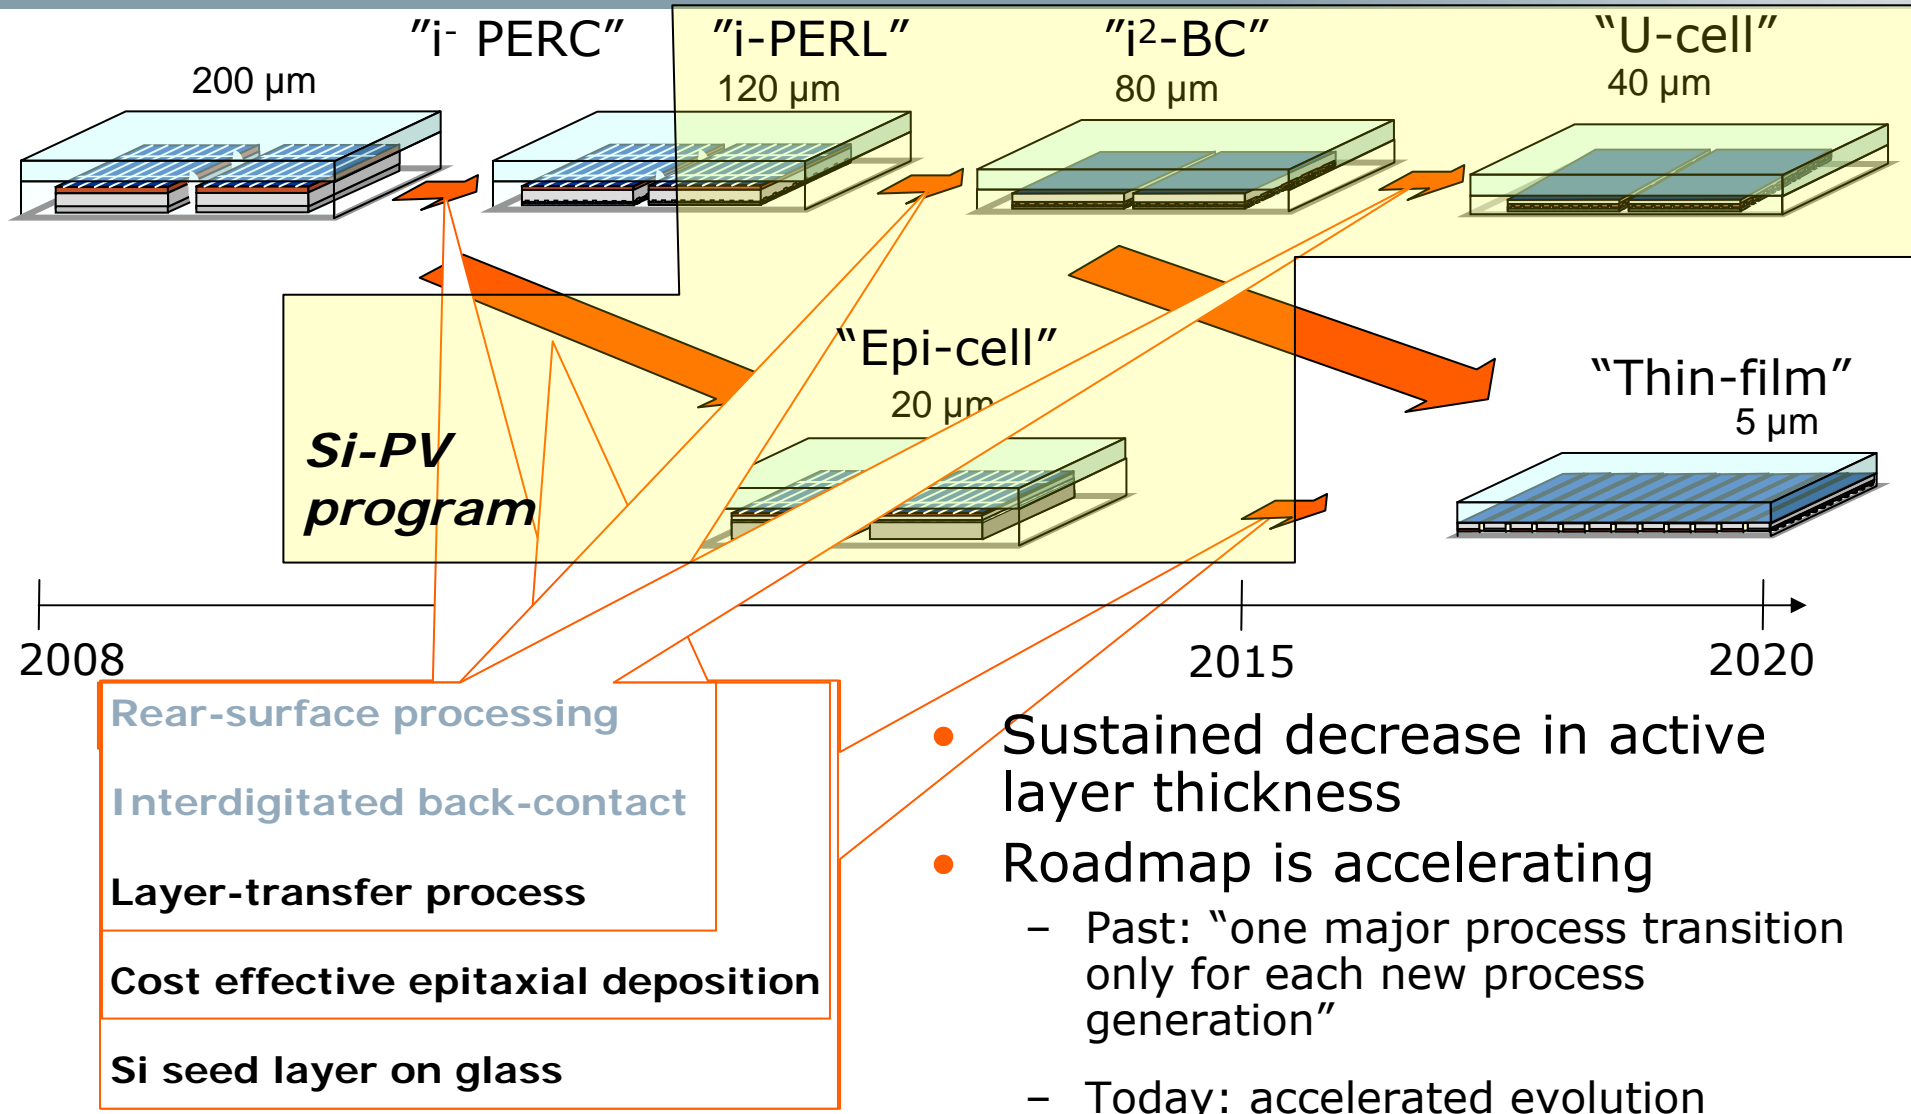 ”i- PERC”
”i-PERL”
”i2-BC”
“U-cell”
200 µm
120 µm
80 µm
40 µm
“Epi-cell”
20 µm
“Thin-film”
5 µm
Si-PV
program
2008
2015
2020
Rear-surface processing
Interdigitated back-contact
Layer-transfer process
Cost effective epitaxial deposition
Si seed layer on glass
• Sustained decrease in active
layer thickness
• Roadmap is accelerating
– Past: “one major process transition
only for each new process
generation”
– Today: accelerated evolution